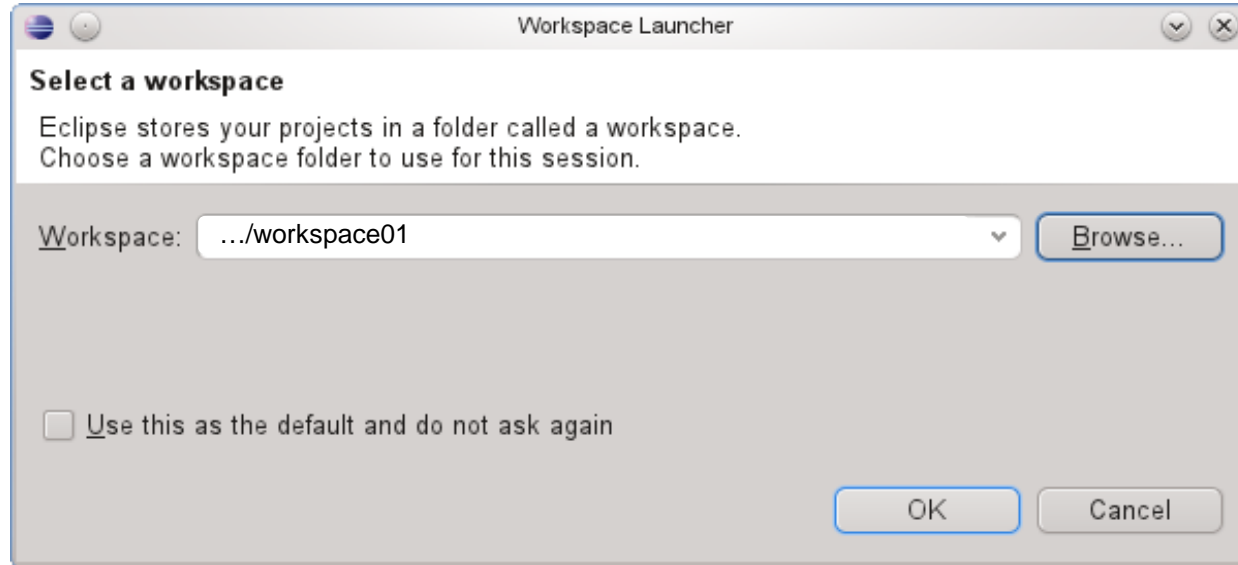 Workspace Launcher
Select a workspace
Eclipse stores your projects in a folder called a workspace.
Choose a workspace folder to use for this session.
Workspace: …/workspace01 Browse...
Use this as the default and do not ask again
OK Cancel